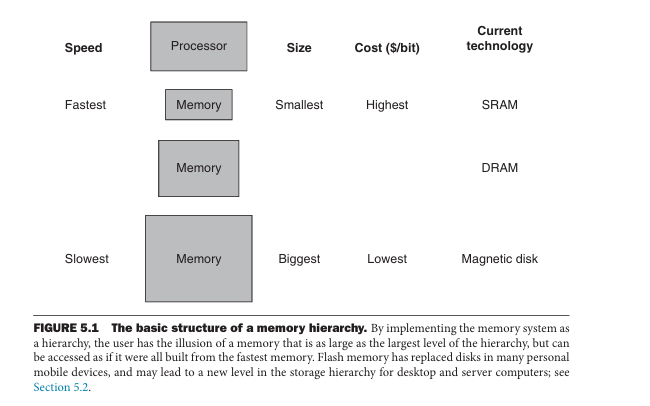 Speed Processor Size Cost ($/bit) Current technology
Fastest Memory Smallest Highest SRAM
Memory DRAM
Slowest Memory Biggest Lowest Magnetic disk
FIGURE 5.1 The basic structure of a memory hierarchy. By implementing the memory system as
a hierarchy, the user has the illusion of a memory that is as large as the largest level of the hierarchy, but can
be accessed as if it were all built from the fastest memory. Flash memory has replaced disks in many personal
mobile devices, and may lead to a new level in the storage hierarchy for desktop and server computers; see
Section 5.2.